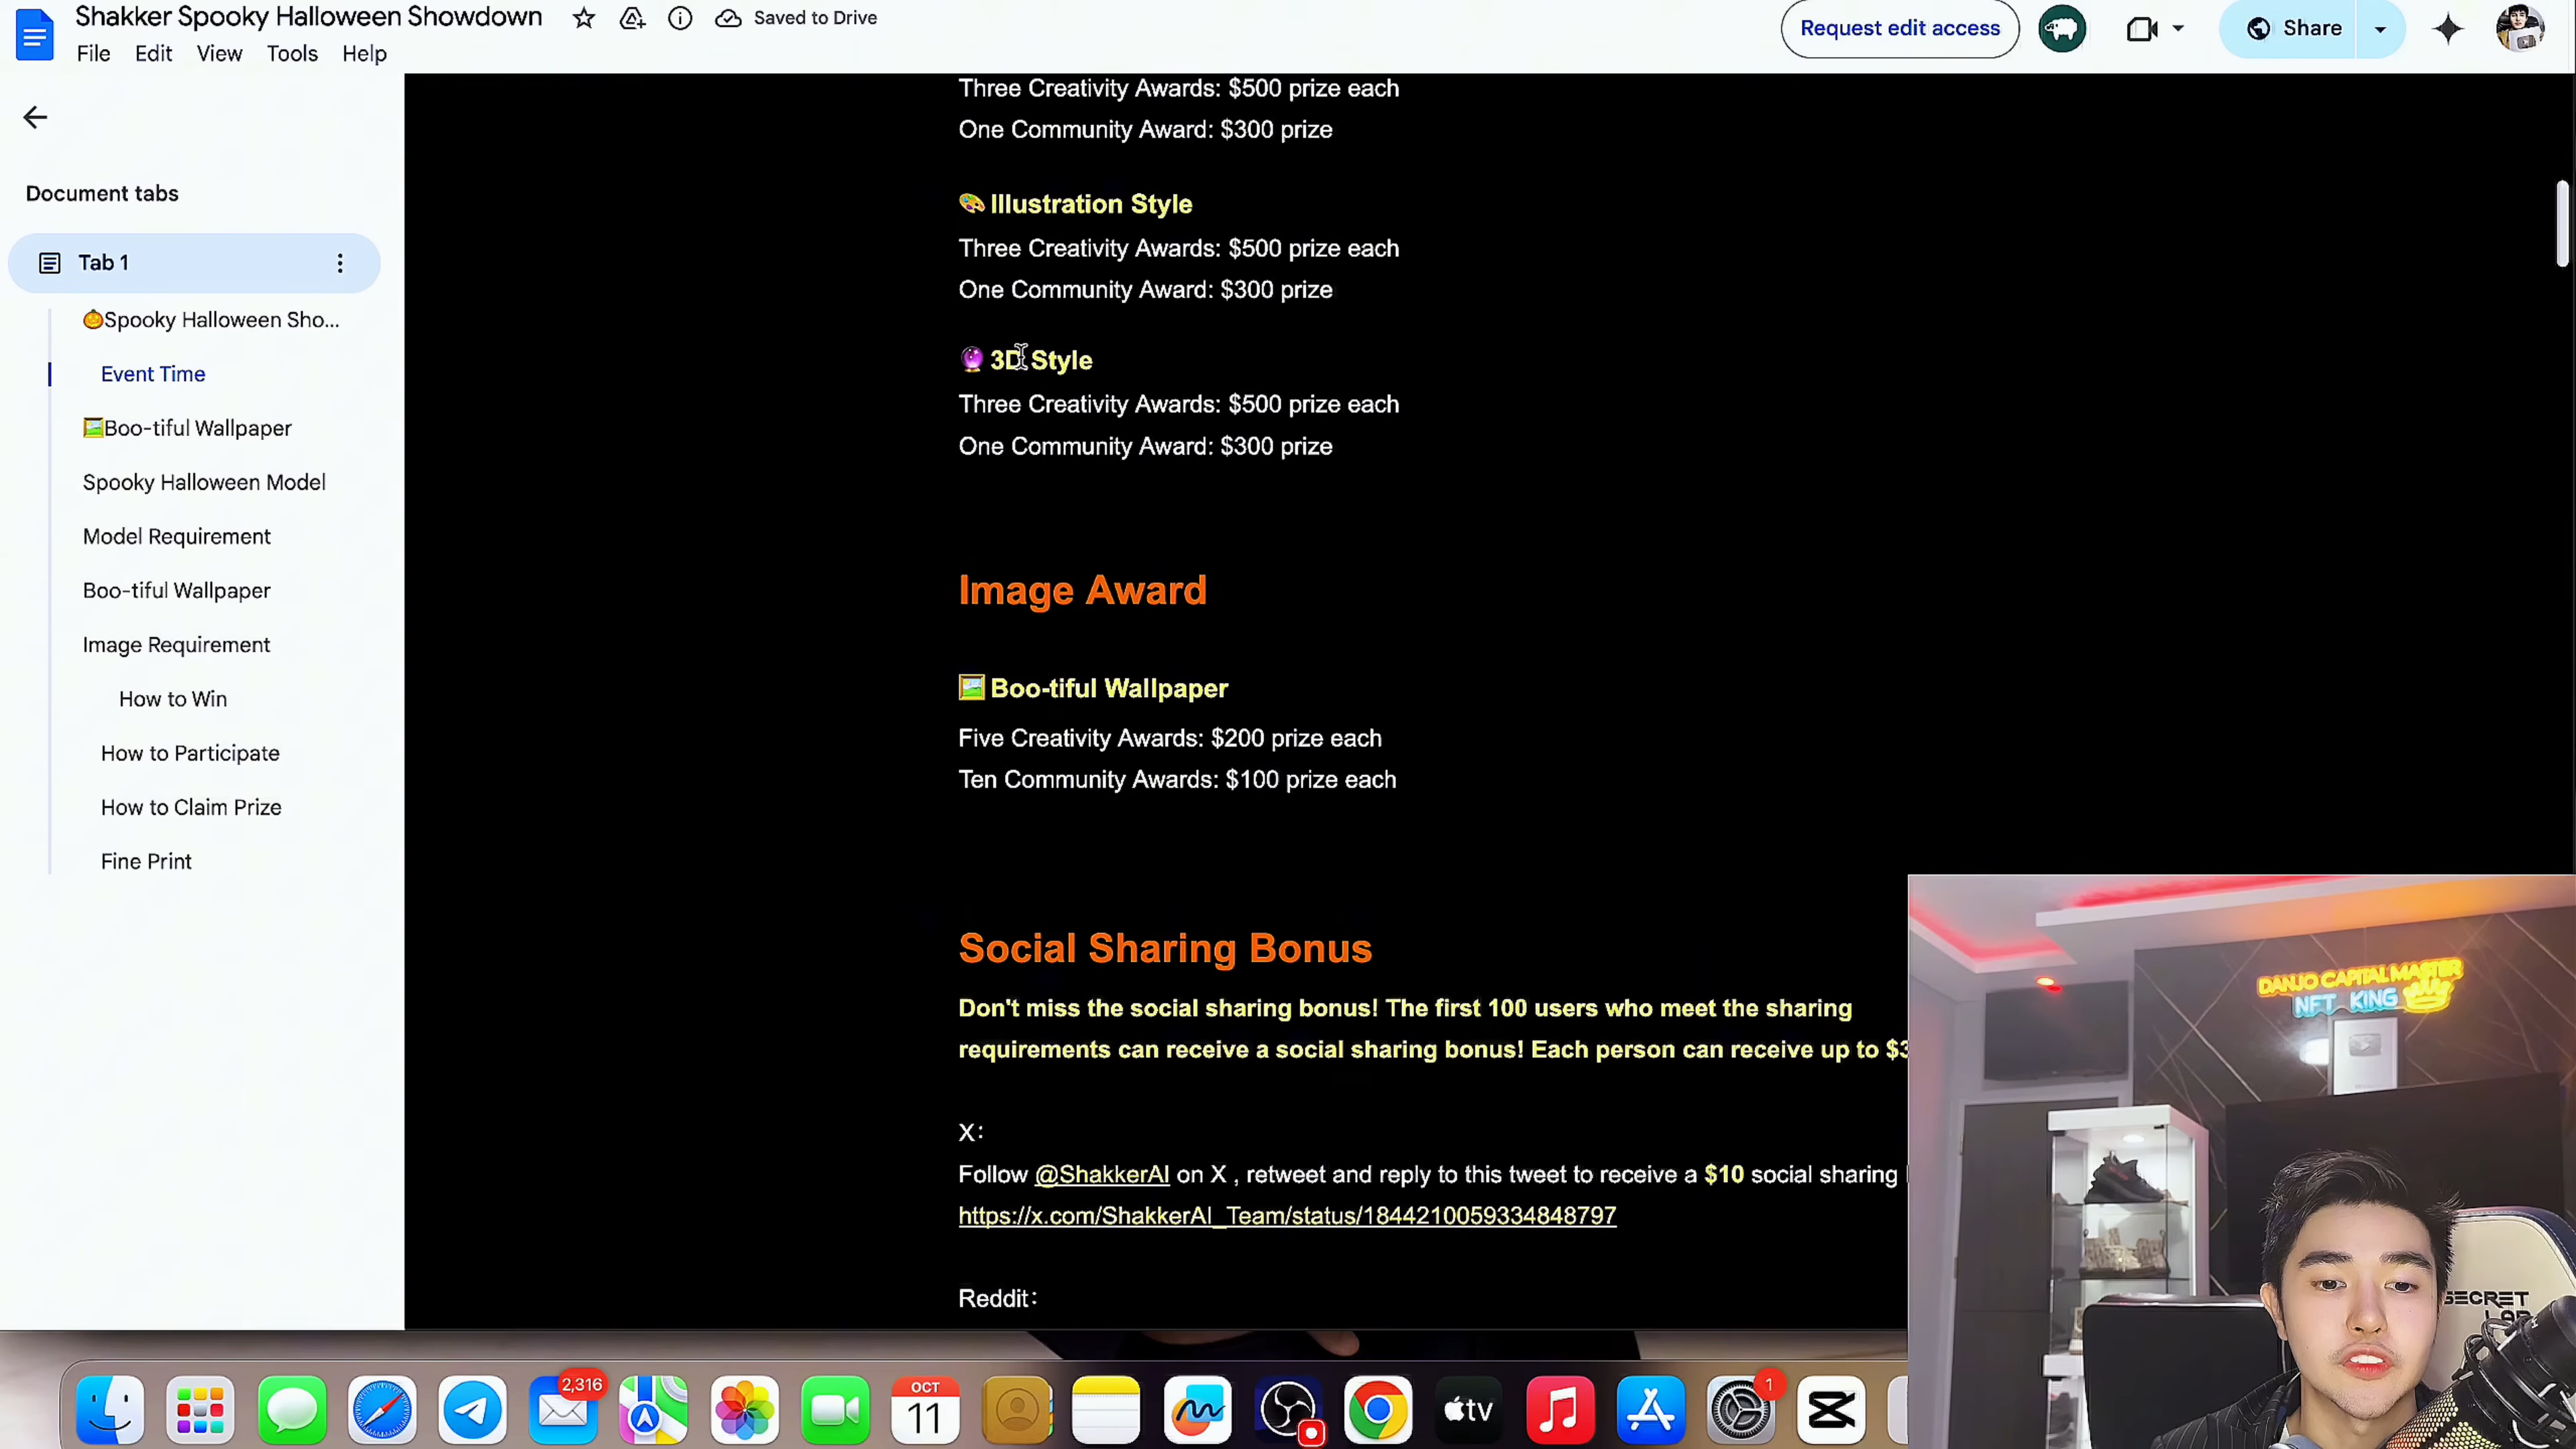 Shakker Spooky Halloween Showdown
Saved to Drive
File Edit View Tools Help
Request edit access
Share
Document tabs
Tab 1
🎃Spooky Halloween Sho...
Event Time
🖼️Boo-tiful Wallpaper
Spooky Halloween Model
Model Requirement
Boo-tiful Wallpaper
Image Requirement
How to Win
How to Participate
How to Claim Prize
Fine Print
Three Creativity Awards: $500 prize each
One Community Award: $300 prize
🎨 Illustration Style
Three Creativity Awards: $500 prize each
One Community Award: $300 prize
🔮 3D Style
Three Creativity Awards: $500 prize each
One Community Award: $300 prize
Image Award
🖼️ Boo-tiful Wallpaper
Five Creativity Awards: $200 prize each
Ten Community Awards: $100 prize each
Social Sharing Bonus
Don't miss the social sharing bonus! The first 100 users who meet the sharing
requirements can receive a social sharing bonus! Each person can receive up to $3
X:
Follow @ShakkerAI on X , retweet and reply to this tweet to receive a $10 social sharing
https://x.com/ShakkerAI_Team/status/1844210059334848797
Reddit:
DANJO CAPITAL MASTER
NFT KING
SECRET
LAB
2,316
OCT
11
tv
1